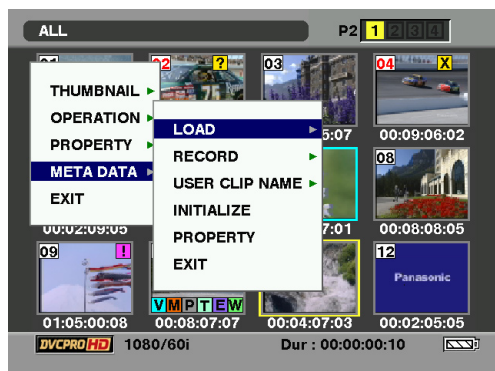 ALL P2 1 2 3 4
02 ? 03 04 X
THUMBNAIL
OPERATION
PROPERTY
META DATA
EXIT
LOAD
RECORD
USER CLIP NAME
INITIALIZE
PROPERTY
EXIT
5:07 00:09:06:02
08
00:02:09:05 7:01 00:08:08:05
09 ! 12
Panasonic
V M P T E W
01:05:00:08 00:08:07:07 00:04:07:03 00:02:05:05
DVCPRO HD 1080/60i Dur : 00:00:00:10